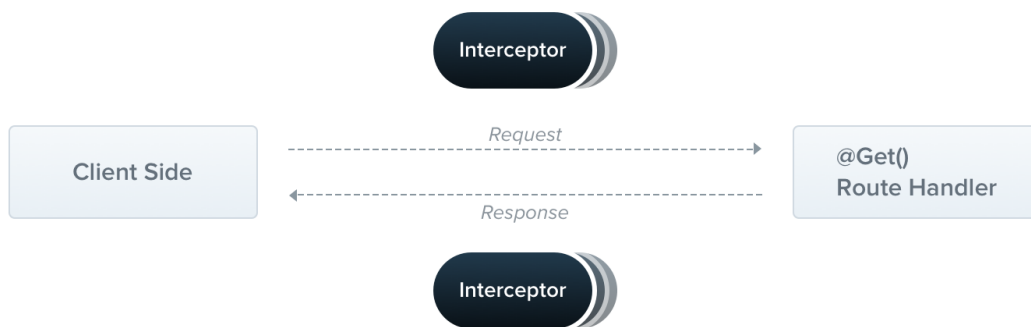 Interceptor
Request
Client Side
@Get()
Route Handler
Response
Interceptor